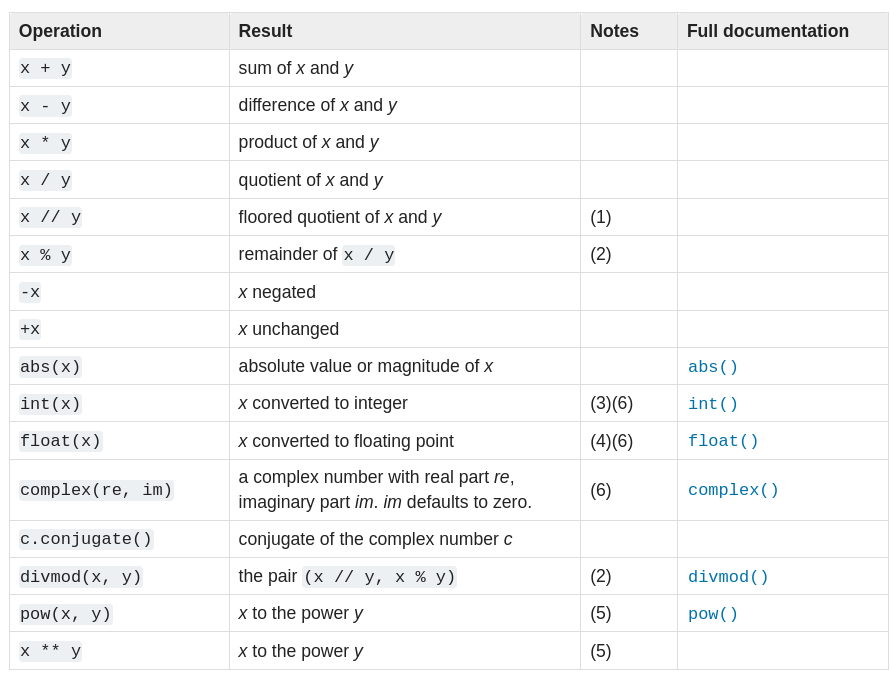 Operation Result Notes Full documentation
x + y sum of x and y
x - y difference of x and y
x * y product of x and y
x / y quotient of x and y
x // y floored quotient of x and y (1)
x % y remainder of x / y (2)
-x x negated
+x x unchanged
abs(x) absolute value or magnitude of x abs()
int(x) x converted to integer (3)(6) int()
float(x) x converted to floating point (4)(6) float()
complex(re, im) a complex number with real part re, (6) complex()
imaginary part im. im defaults to zero.
c.conjugate() conjugate of the complex number c
divmod(x, y) the pair (x // y, x % y) (2) divmod()
pow(x, y) x to the power y (5) pow()
x ** y x to the power y (5)